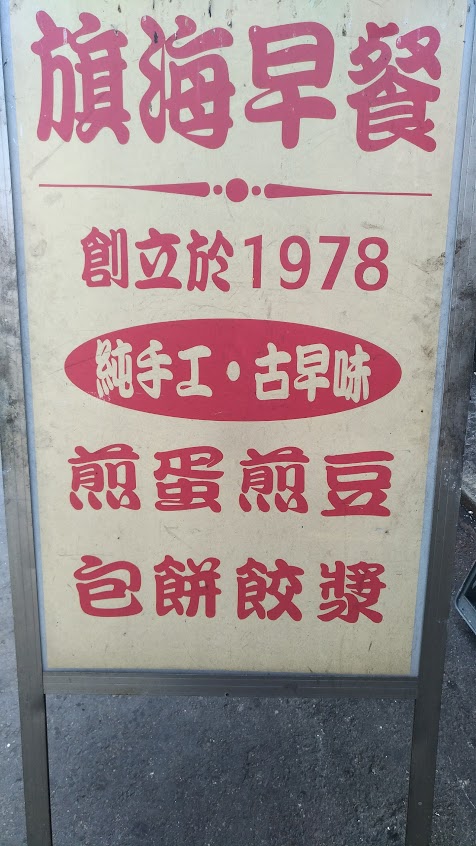 旗海早餐
創立於1978
純手工·古早味
煎蛋煎豆
包餅餃漿